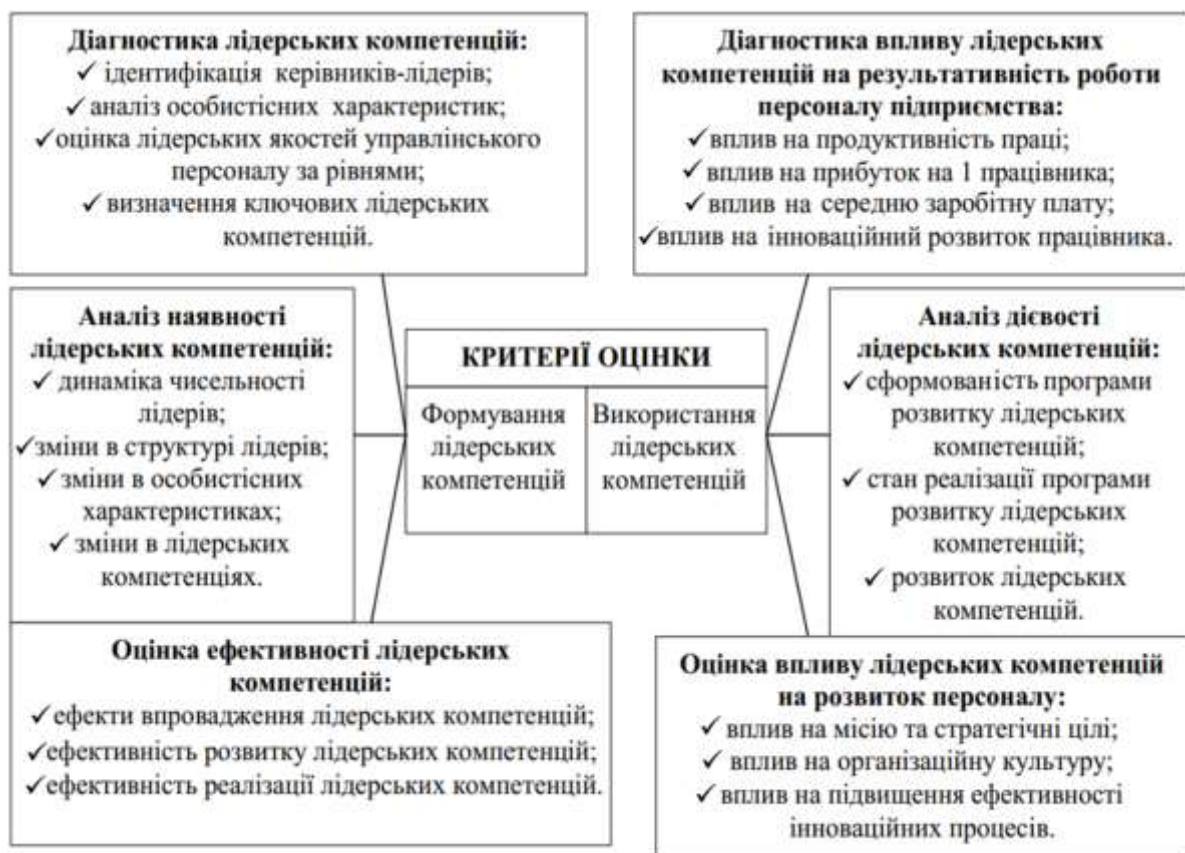 Діагностика лідерських компетенцій:
✓ ідентифікація керівників-лідерів;
✓ аналіз особистісних характеристик;
✓ оцінка лідерських якостей управлінського
персоналу за рівнями;
✓ визначення ключових лідерських
компетенцій.
Діагностика впливу лідерських
компетенцій на результативність роботи
персоналу підприємства:
✓ вплив на продуктивність праці;
✓ вплив на прибуток на 1 працівника;
✓ вплив на середню заробітну плату;
✓ вплив на інноваційний розвиток працівника.
Аналіз наявності
лідерських компетенцій:
✓ динаміка чисельності
лідерів;
✓ зміни в структурі лідерів;
✓ зміни в особистісних
характеристиках;
✓ зміни в лідерських
компетенціях.
КРИТЕРІЇ ОЦІНКИ
Формування
лідерських
компетенцій
Використання
лідерських
компетенцій
Аналіз дієвості
лідерських компетенцій:
✓ сформованість програми
розвитку лідерських
компетенцій;
✓ стан реалізації програми
розвитку лідерських
компетенцій;
✓ розвиток лідерських
компетенцій.
Оцінка ефективності лідерських
компетенцій:
✓ ефекти впровадження лідерських компетенцій;
✓ ефективність розвитку лідерських компетенцій;
✓ ефективність реалізації лідерських компетенцій.
Оцінка впливу лідерських компетенцій
на розвиток персоналу:
✓ вплив на місію та стратегічні цілі;
✓ вплив на організаційну культуру;
✓ вплив на підвищення ефективності
інноваційних процесів.